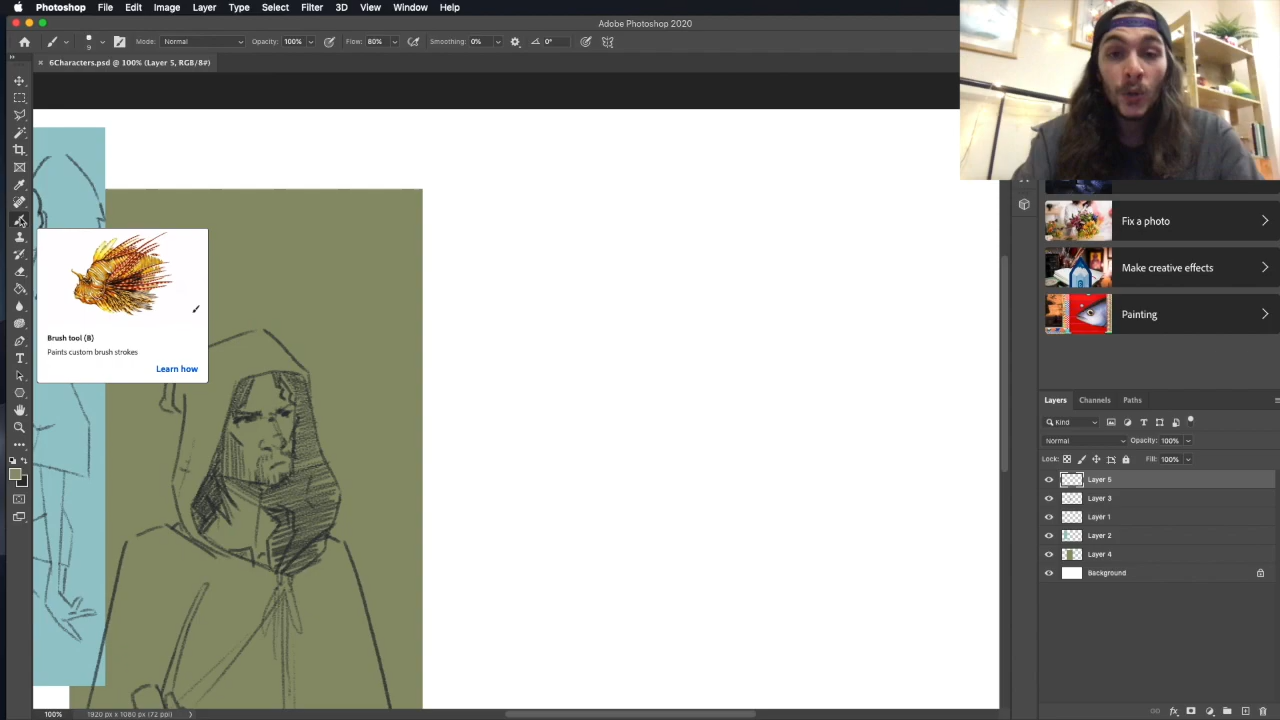 Photoshop File Edit Image Layer Type Select Filter 3D View Window Help
Adobe Photoshop 2020
9 Mode: Normal Opacity: 100% Flow: 80% Smoothing: 0% 0°
6Characters.psd @ 100% (Layer 5, RGB/8#)
Fix a photo
Make creative effects
Painting
Brush tool (B)
Paints custom brush strokes
Learn how
Layers Channels Paths
Kind
Normal Opacity: 100%
Lock: Fill: 100%
Layer 5
Layer 3
Layer 1
Layer 2
Layer 4
Background
100% 1920 px x 1080 px (72 ppi)